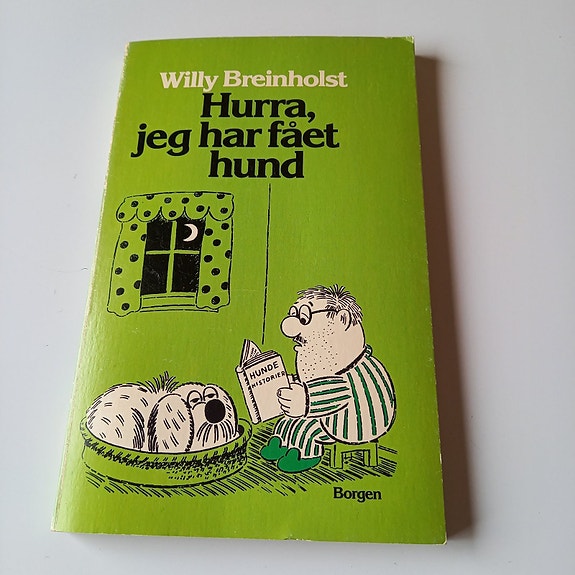 Willy Breinholst
Hurra,
jeg har fået
hund
HUNDE
HISTORIER
Borgen